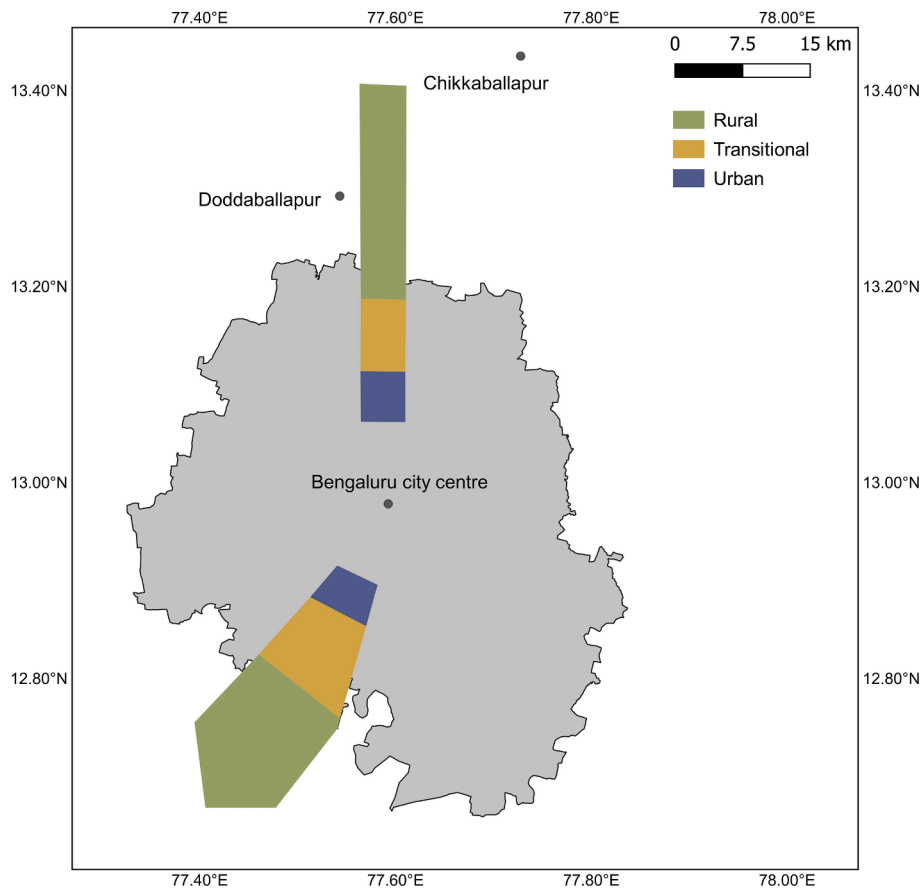 77.40°E 77.60°E 77.80°E 78.00°E
0 7.5 15 km
Chikkaballapur
13.40°N 13.40°N
Rural
Transitional
Urban
Doddaballapur
13.20°N 13.20°N
Bengaluru city centre
13.00°N 13.00°N
12.80°N 12.80°N
77.40°E 77.60°E 77.80°E 78.00°E